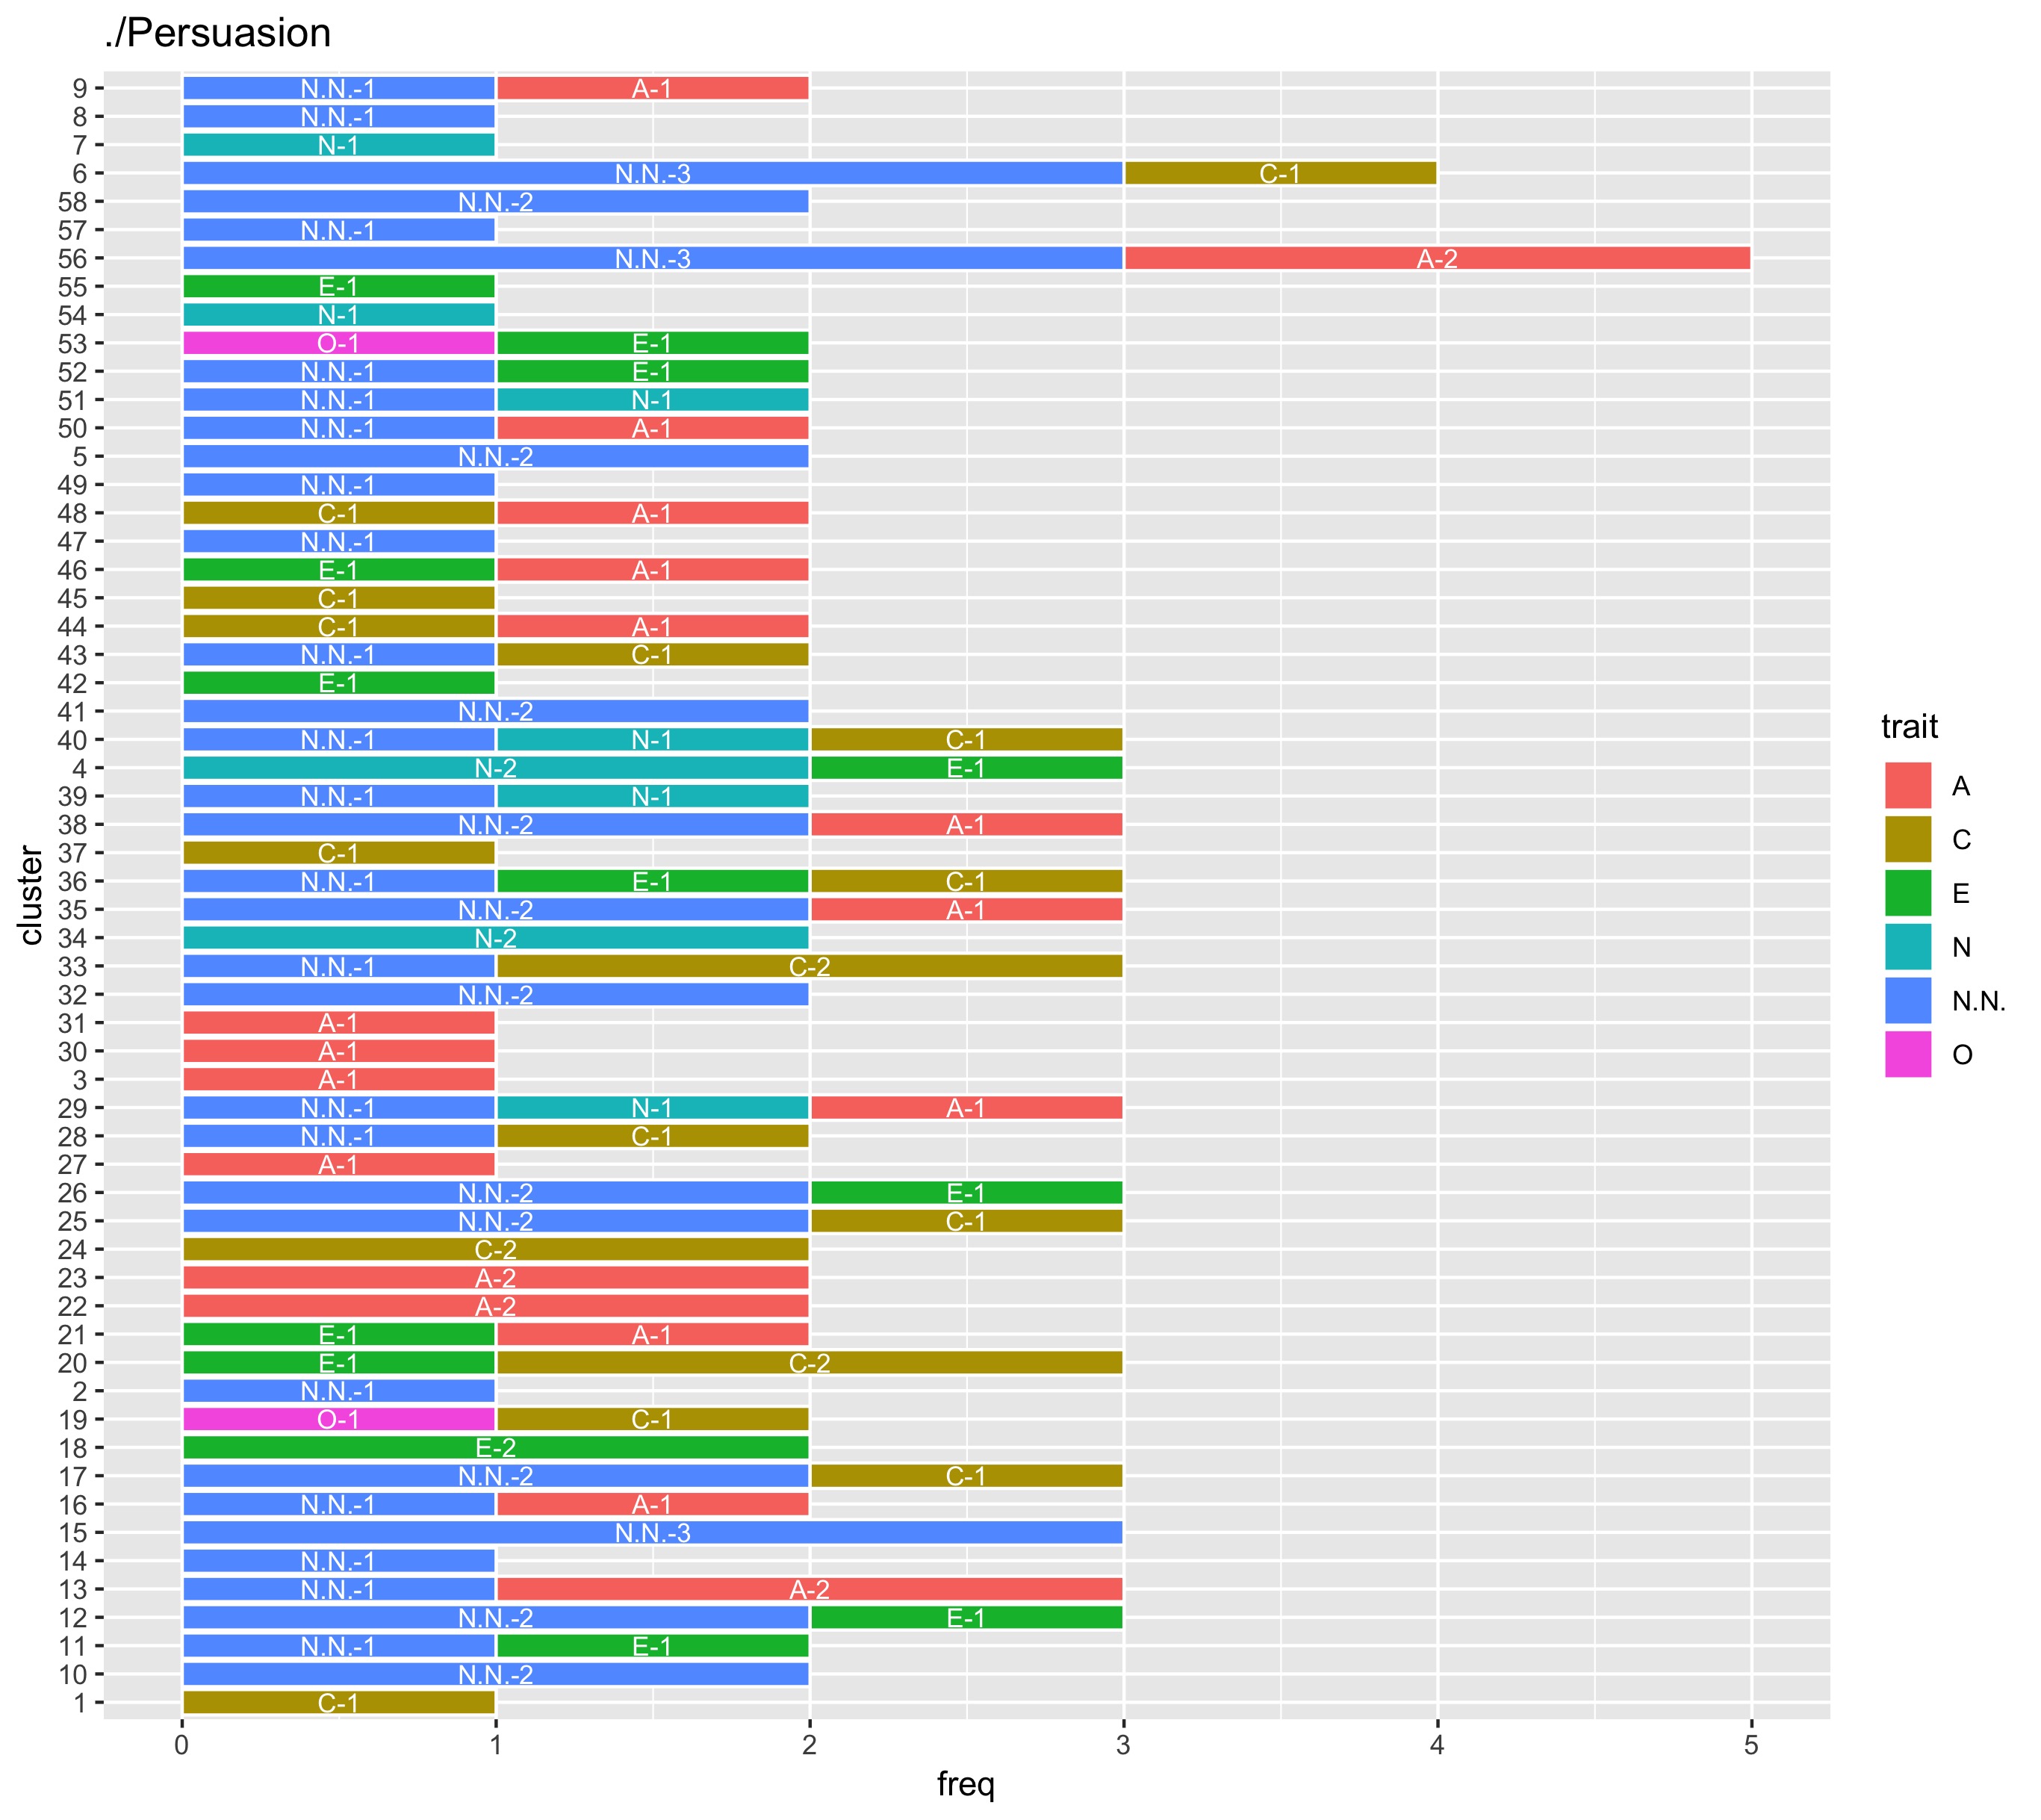 ./Persuasion
9 N.N.-1 A-1
8 N.N.-1
7 N-1
6 N.N.-3 C-1
58 N.N.-2
57 N.N.-1
56 N.N.-3 A-2
55 E-1
54 N-1
53 O-1 E-1
52 N.N.-1 E-1
51 N.N.-1 N-1
50 N.N.-1 A-1
5 N.N.-2
49 N.N.-1
48 C-1 A-1
47 N.N.-1
46 E-1 A-1
45 C-1
44 C-1 A-1
43 N.N.-1 C-1
42 E-1
41 N.N.-2
40 N.N.-1 N-1 C-1
4 N-2 E-1
39 N.N.-1 N-1
38 N.N.-2 A-1
37 C-1
36 N.N.-1 E-1 C-1
35 N.N.-2 A-1
34 N-2
33 N.N.-1 C-2
32 N.N.-2
31 A-1
30 A-1
3 A-1
29 N.N.-1 N-1 A-1
28 N.N.-1 C-1
27 A-1
26 N.N.-2 E-1
25 N.N.-2 C-1
24 C-2
23 A-2
22 A-2
21 E-1 A-1
20 E-1 C-2
2 N.N.-1
19 O-1 C-1
18 E-2
17 N.N.-2 C-1
16 N.N.-1 A-1
15 N.N.-3
14 N.N.-1
13 N.N.-1 A-2
12 N.N.-2 E-1
11 N.N.-1 E-1
10 N.N.-2
1 C-1
0 1 2 3 4 5
freq
cluster
trait
A
C
E
N
N.N.
O